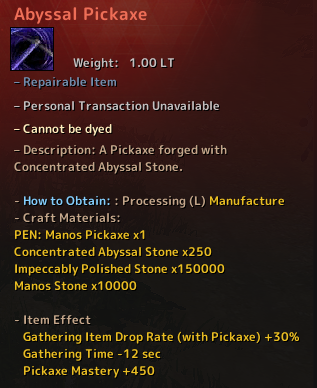 Abyssal Pickaxe
Weight: 1.00 LT
- Repairable Item
- Personal Transaction Unavailable
- Cannot be dyed
- Description: A Pickaxe forged with
Concentrated Abyssal Stone.
- How to Obtain: : Processing (L) Manufacture
- Craft Materials:
PEN: Manos Pickaxe x1
Concentrated Abyssal Stone x250
Impeccably Polished Stone x150000
Manos Stone x10000
- Item Effect
Gathering Item Drop Rate (with Pickaxe) +30%
Gathering Time -12 sec
Pickaxe Mastery +450